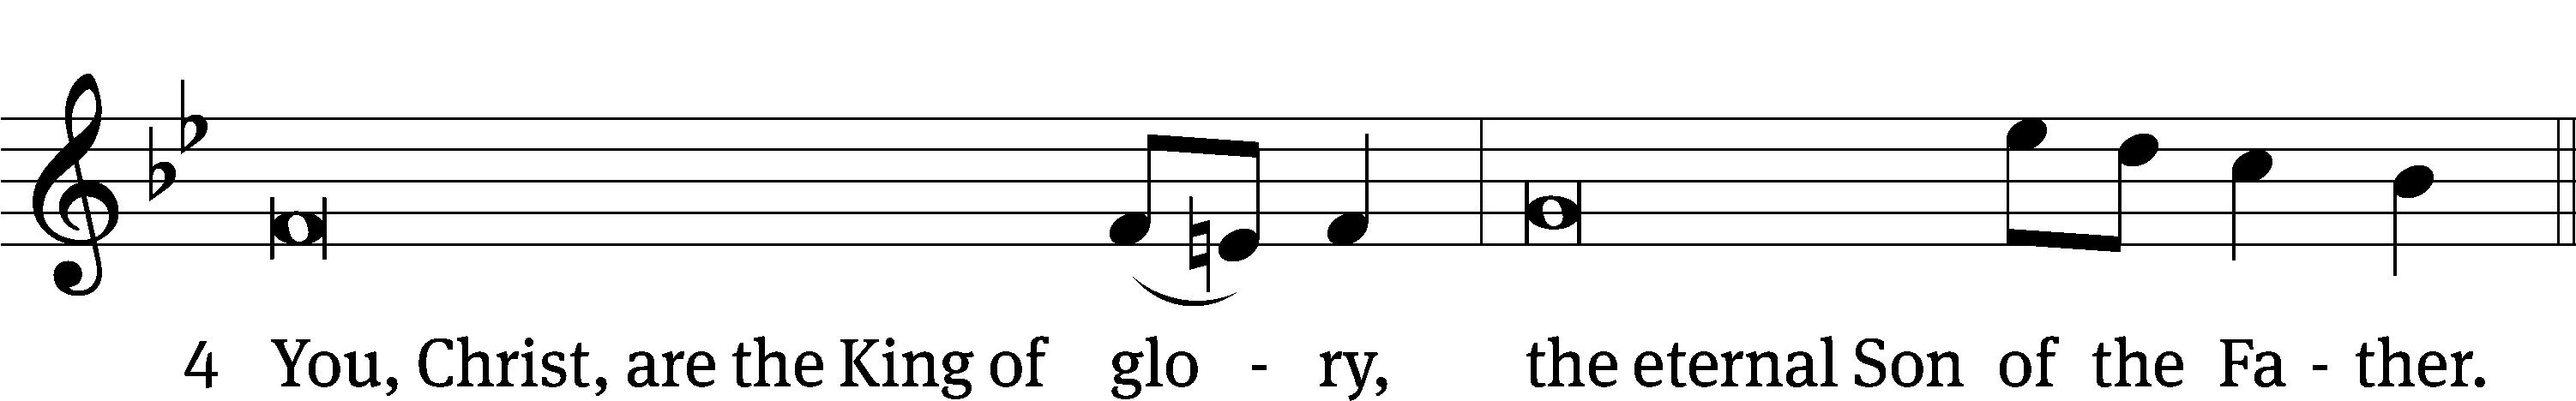 4 You, Christ, are the King of glo - ry, the eternal Son of the Fa - ther.